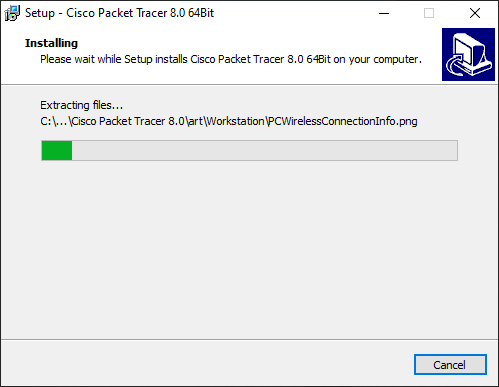 Setup - Cisco Packet Tracer 8.0 64Bit
Installing
Please wait while Setup installs Cisco Packet Tracer 8.0 64Bit on your computer.
Extracting files...
C:\...\Cisco Packet Tracer 8.0\art\Workstation\PCWirelessConnectionInfo.png
Cancel